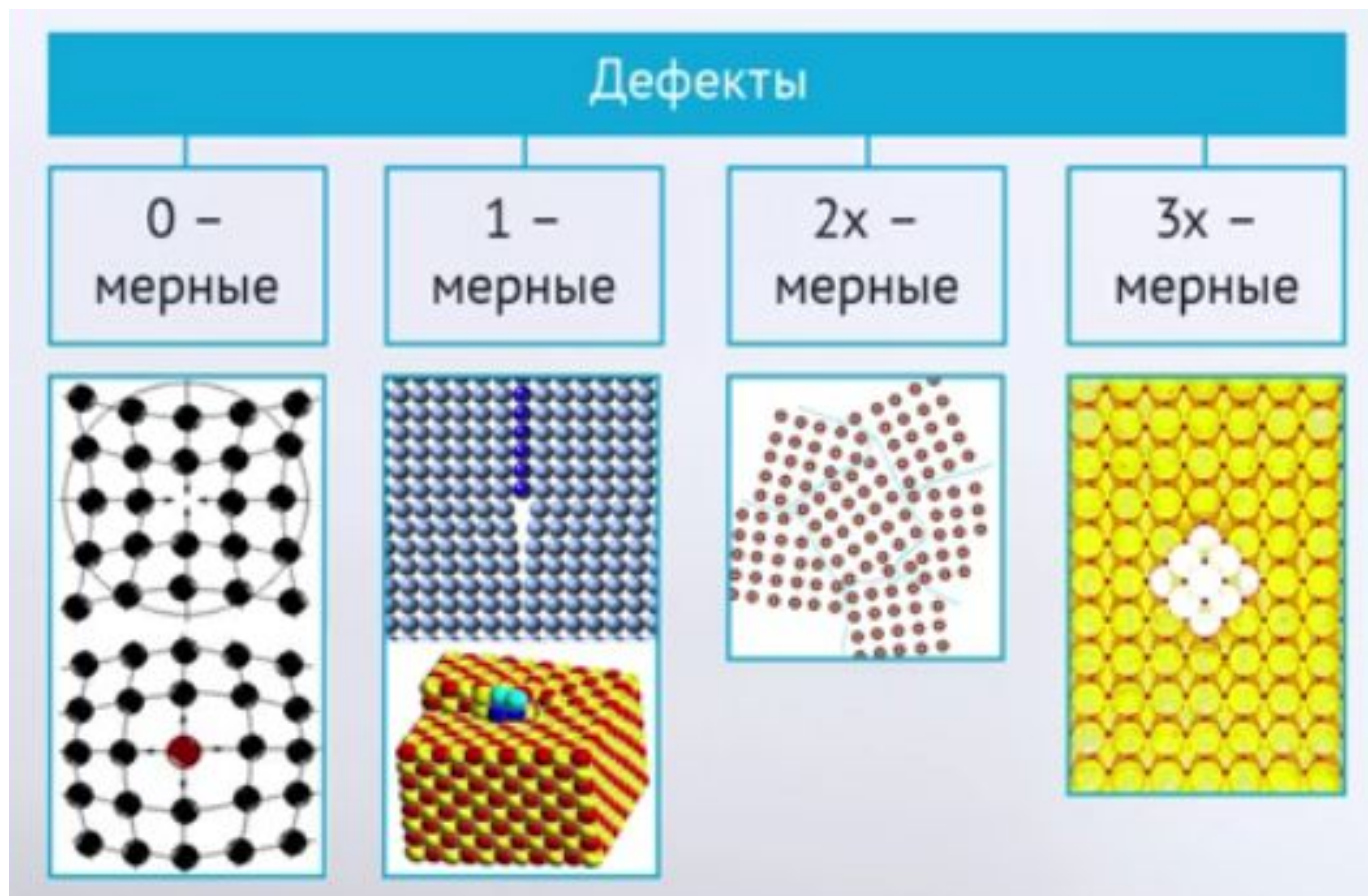 Дефекты
0 –
мерные
1 –
мерные
2х –
мерные
3х –
мерные